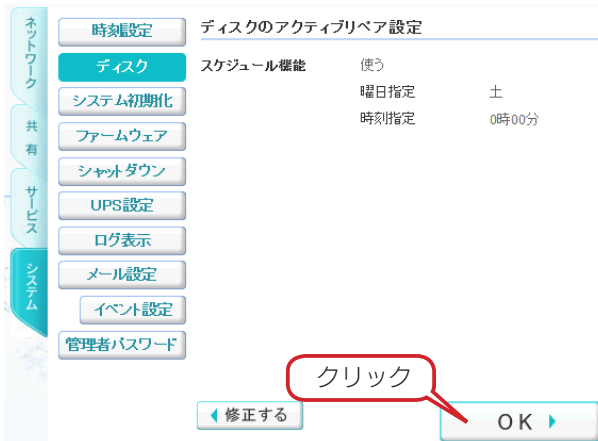 ネットワーク
共有
サービス
システム
時刻設定
ディスク
システム初期化
ファームウェア
シャットダウン
UPS設定
ログ表示
メール設定
イベント設定
管理者パスワード
ディスクのアクティブリペア設定
スケジュール機能 使う
曜日指定 土
時刻指定 0時00分
クリック
修正する
OK